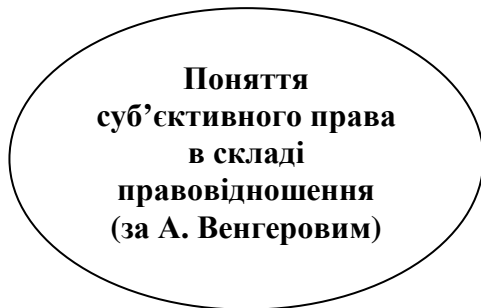 Поняття
суб’єктивного права
в складі
правовідношення
(за А. Венгеровим)